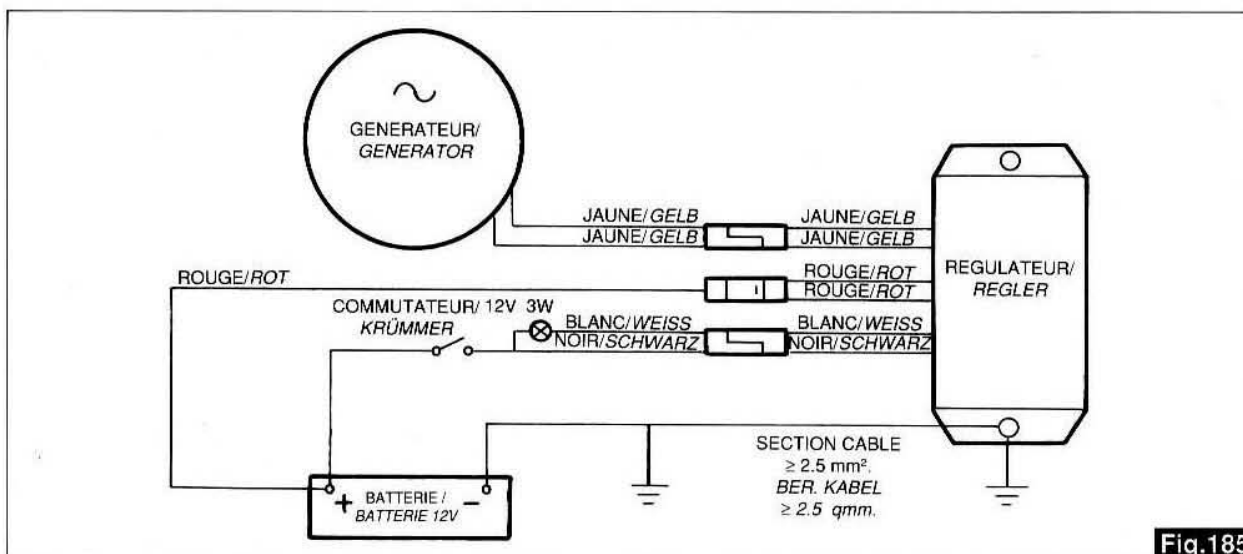 GENERATEUR/
GENERATOR
JAUNE/GELB
JAUNE/GELB
JAUNE/GELB
JAUNE/GELB
ROUGE/ROT
ROUGE/ROT
ROUGE/ROT
REGULATEUR/
REGLER
COMMUTATEUR/ 12V 3W
KRÜMMER
BLANC/WEISS
NOIR/SCHWARZ
BLANC/WEISS
NOIR/SCHWARZ
SECTION CABLE
≥ 2.5 mm².
BER. KABEL
≥ 2.5 qmm.
+ BATTERIE / −
BATTERIE 12V
Fig.185